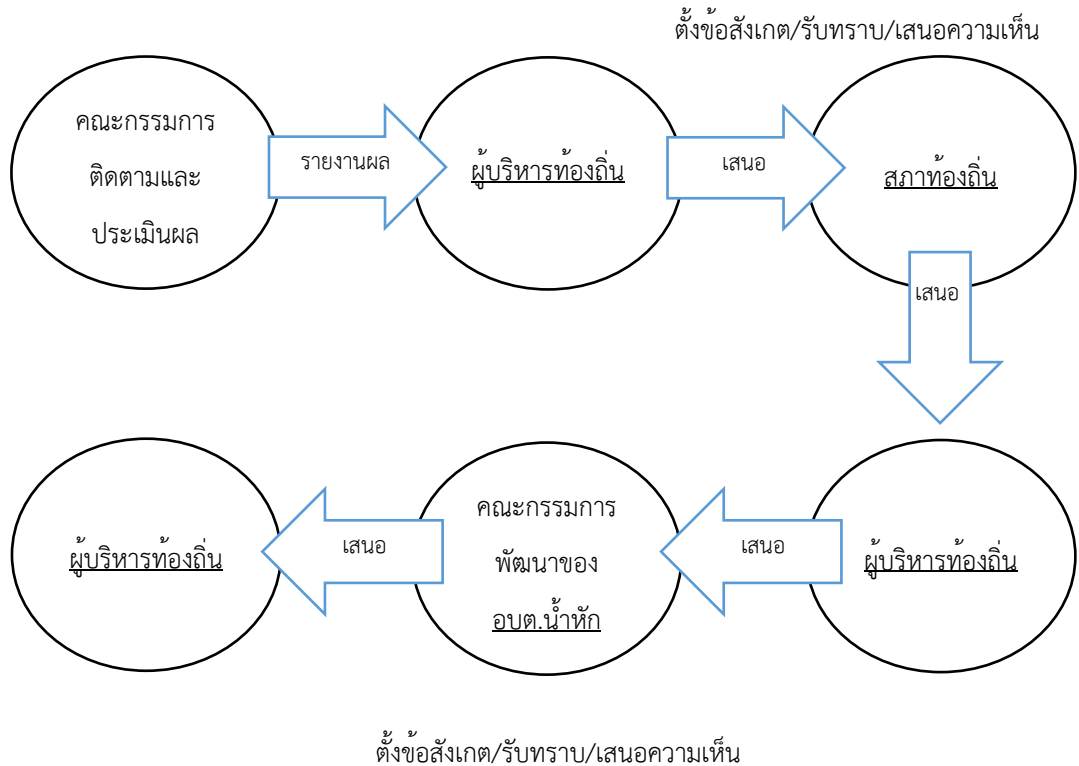 ตั้งข้อสังเกต/รับทราบ/เสนอความเห็น
คณะกรรมการ
ติดตามและ
ประเมินผล
รายงานผล
ผู้บริหารท้องถิ่น
เสนอ
สภาท้องถิ่น
เสนอ
ผู้บริหารท้องถิ่น
เสนอ
คณะกรรมการ
พัฒนาของ
อบต.น้ำหัก
เสนอ
ผู้บริหารท้องถิ่น
ตั้งข้อสังเกต/รับทราบ/เสนอความเห็น